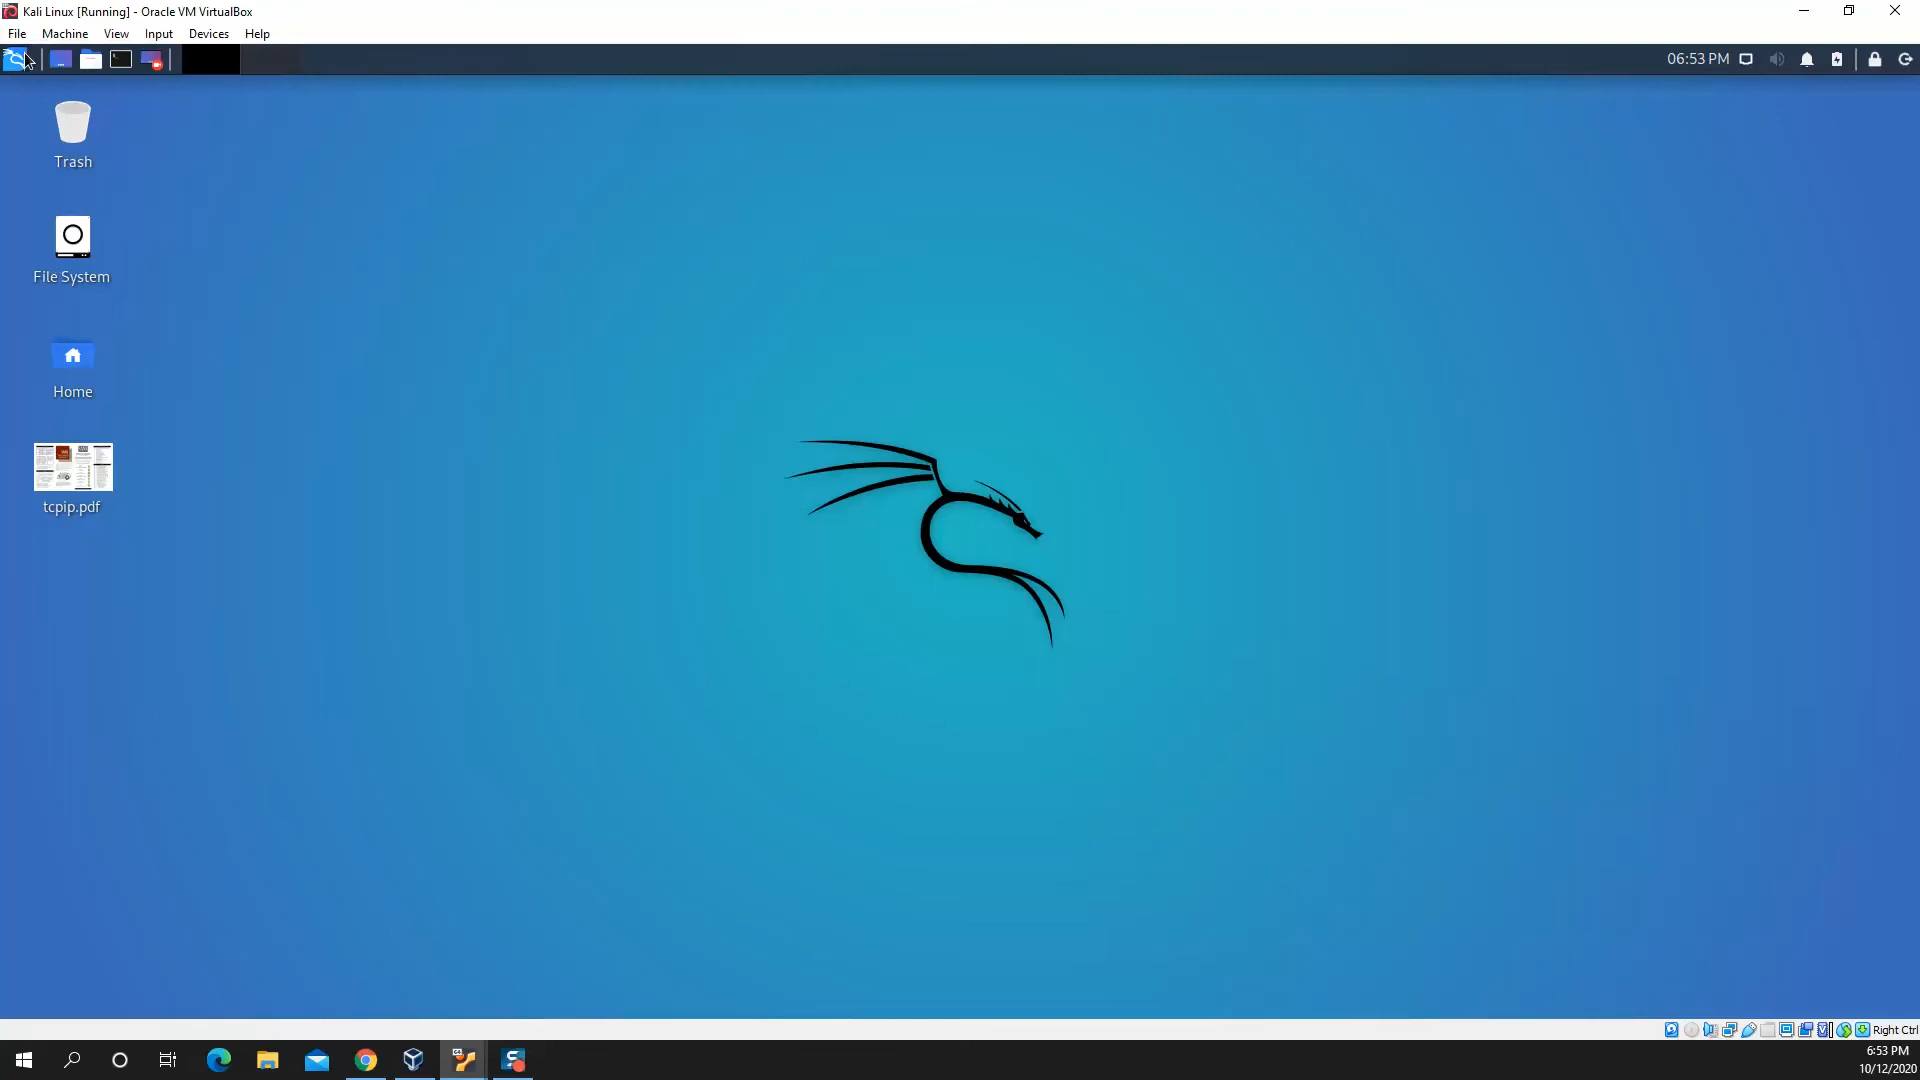 Kali Linux [Running] - Oracle VM VirtualBox
File Machine View Input Devices Help
06:53 PM
Trash
File System
Home
tcpip.pdf
Right Ctrl
6:53 PM
10/12/2020